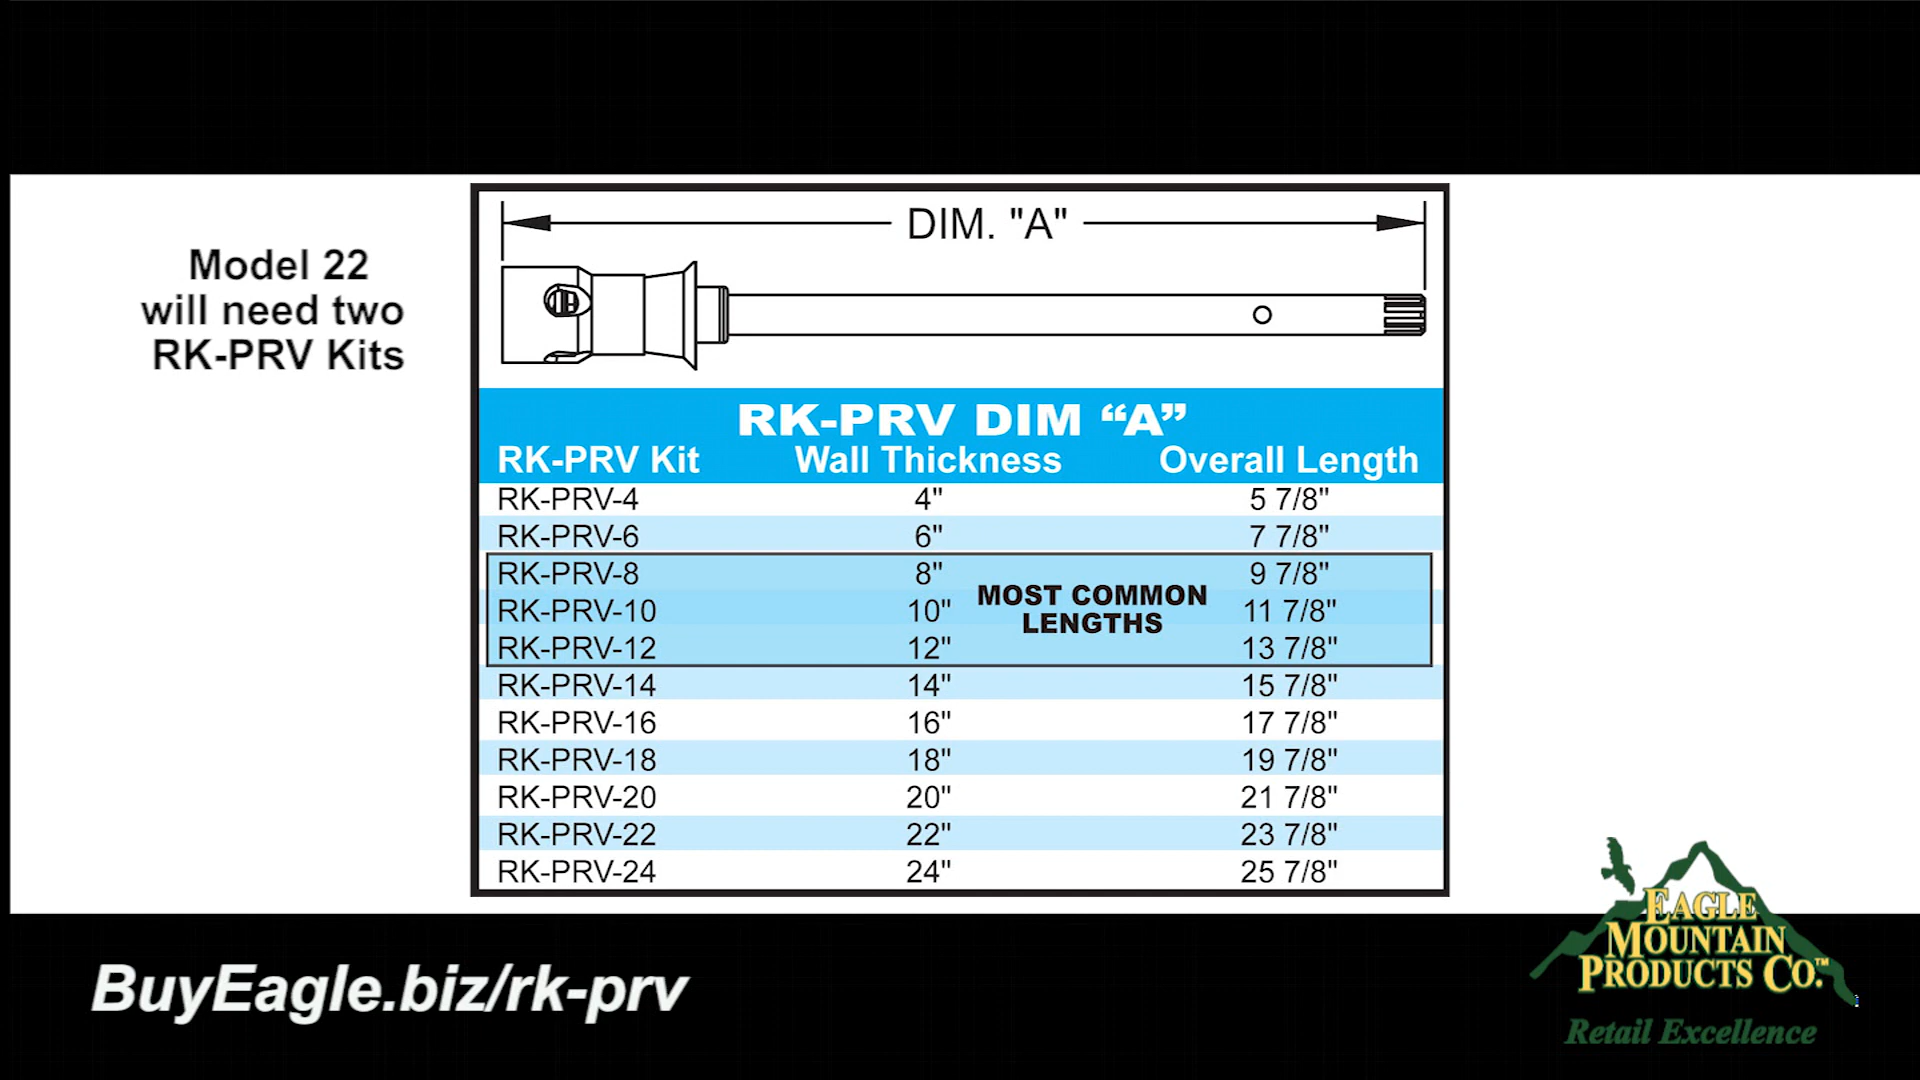 Model 22
will need two
RK-PRV Kits
DIM. "A"
RK-PRV DIM “A”
RK-PRV Kit Wall Thickness Overall Length
RK-PRV-4 4" 5 7/8"
RK-PRV-6 6" 7 7/8"
RK-PRV-8 8" 9 7/8"
RK-PRV-10 10" 11 7/8"
RK-PRV-12 12" 13 7/8"
MOST COMMON
LENGTHS
RK-PRV-14 14" 15 7/8"
RK-PRV-16 16" 17 7/8"
RK-PRV-18 18" 19 7/8"
RK-PRV-20 20" 21 7/8"
RK-PRV-22 22" 23 7/8"
RK-PRV-24 24" 25 7/8"
BuyEagle.biz/rk-prv
EAGLE
MOUNTAIN
PRODUCTS CO.™
Retail Excellence